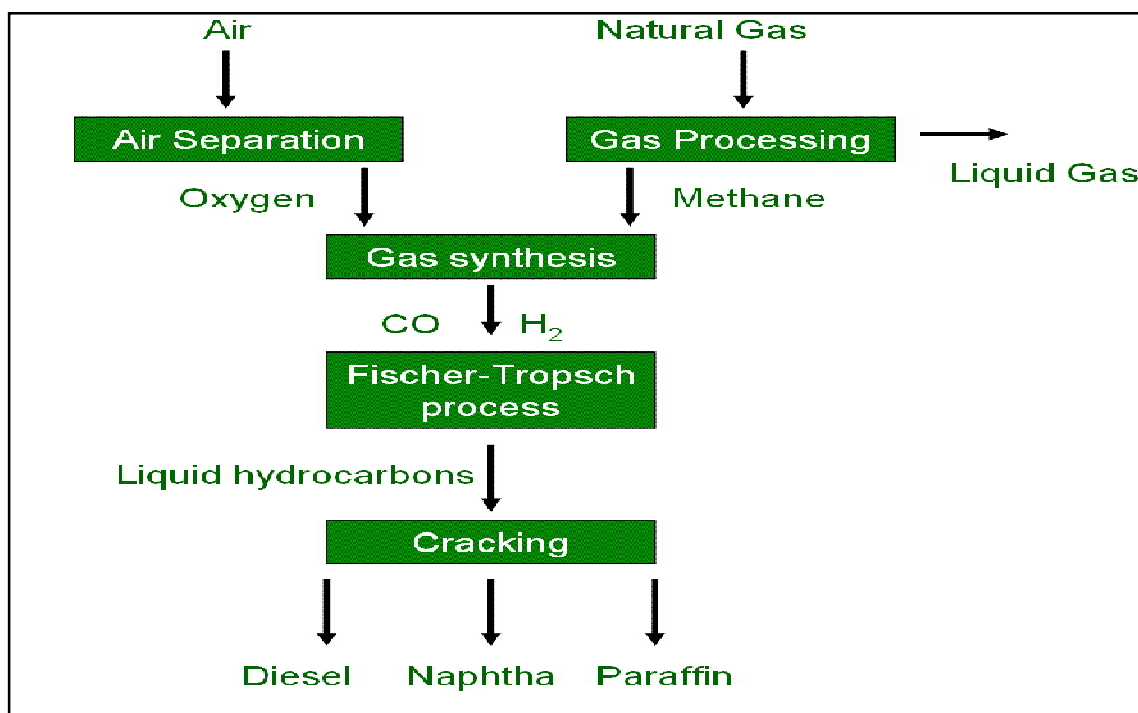 Air
Natural Gas
Air Separation
Gas Processing
Liquid Gas
Oxygen
Methane
Gas synthesis
CO
H₂
Fischer-Tropsch
process
Liquid hydrocarbons
Cracking
Diesel
Naphtha
Paraffin